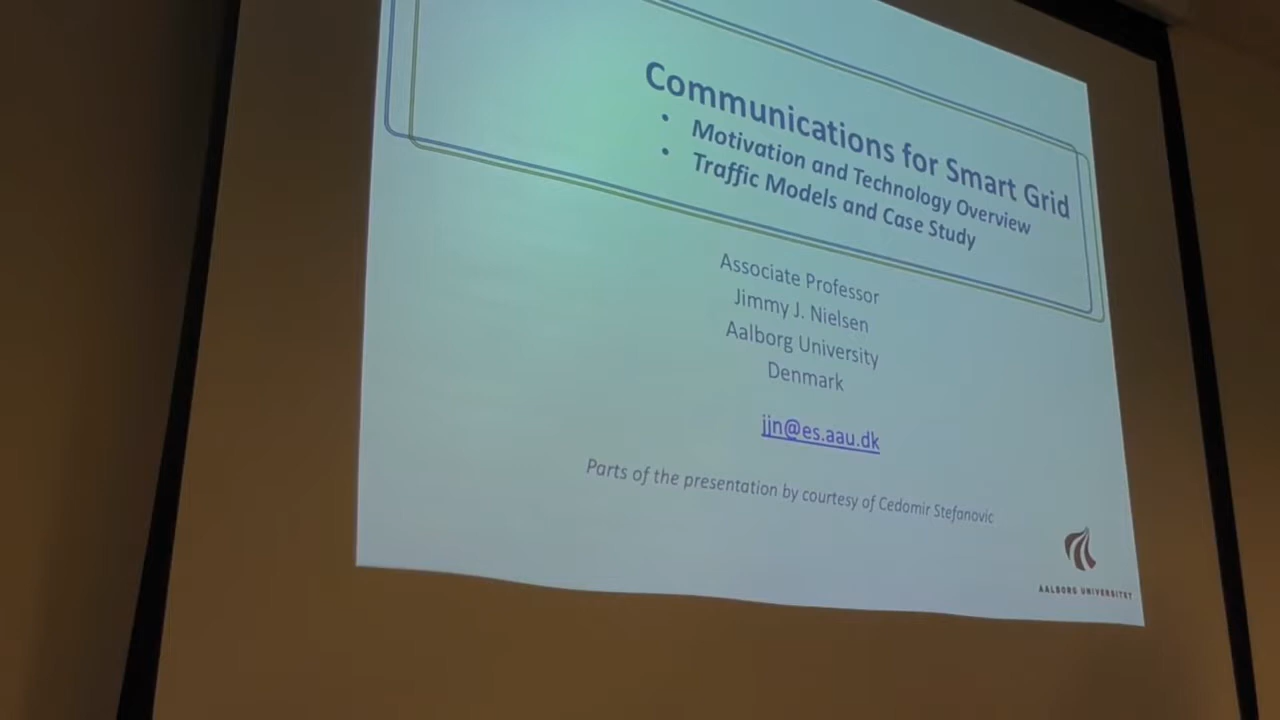 Communications for Smart Grid
• Motivation and Technology Overview
• Traffic Models and Case Study
Associate Professor
Jimmy J. Nielsen
Aalborg University
Denmark
jjn@es.aau.dk
Parts of the presentation by courtesy of Cedomir Stefanovic
AALBORG UNIVERSITET